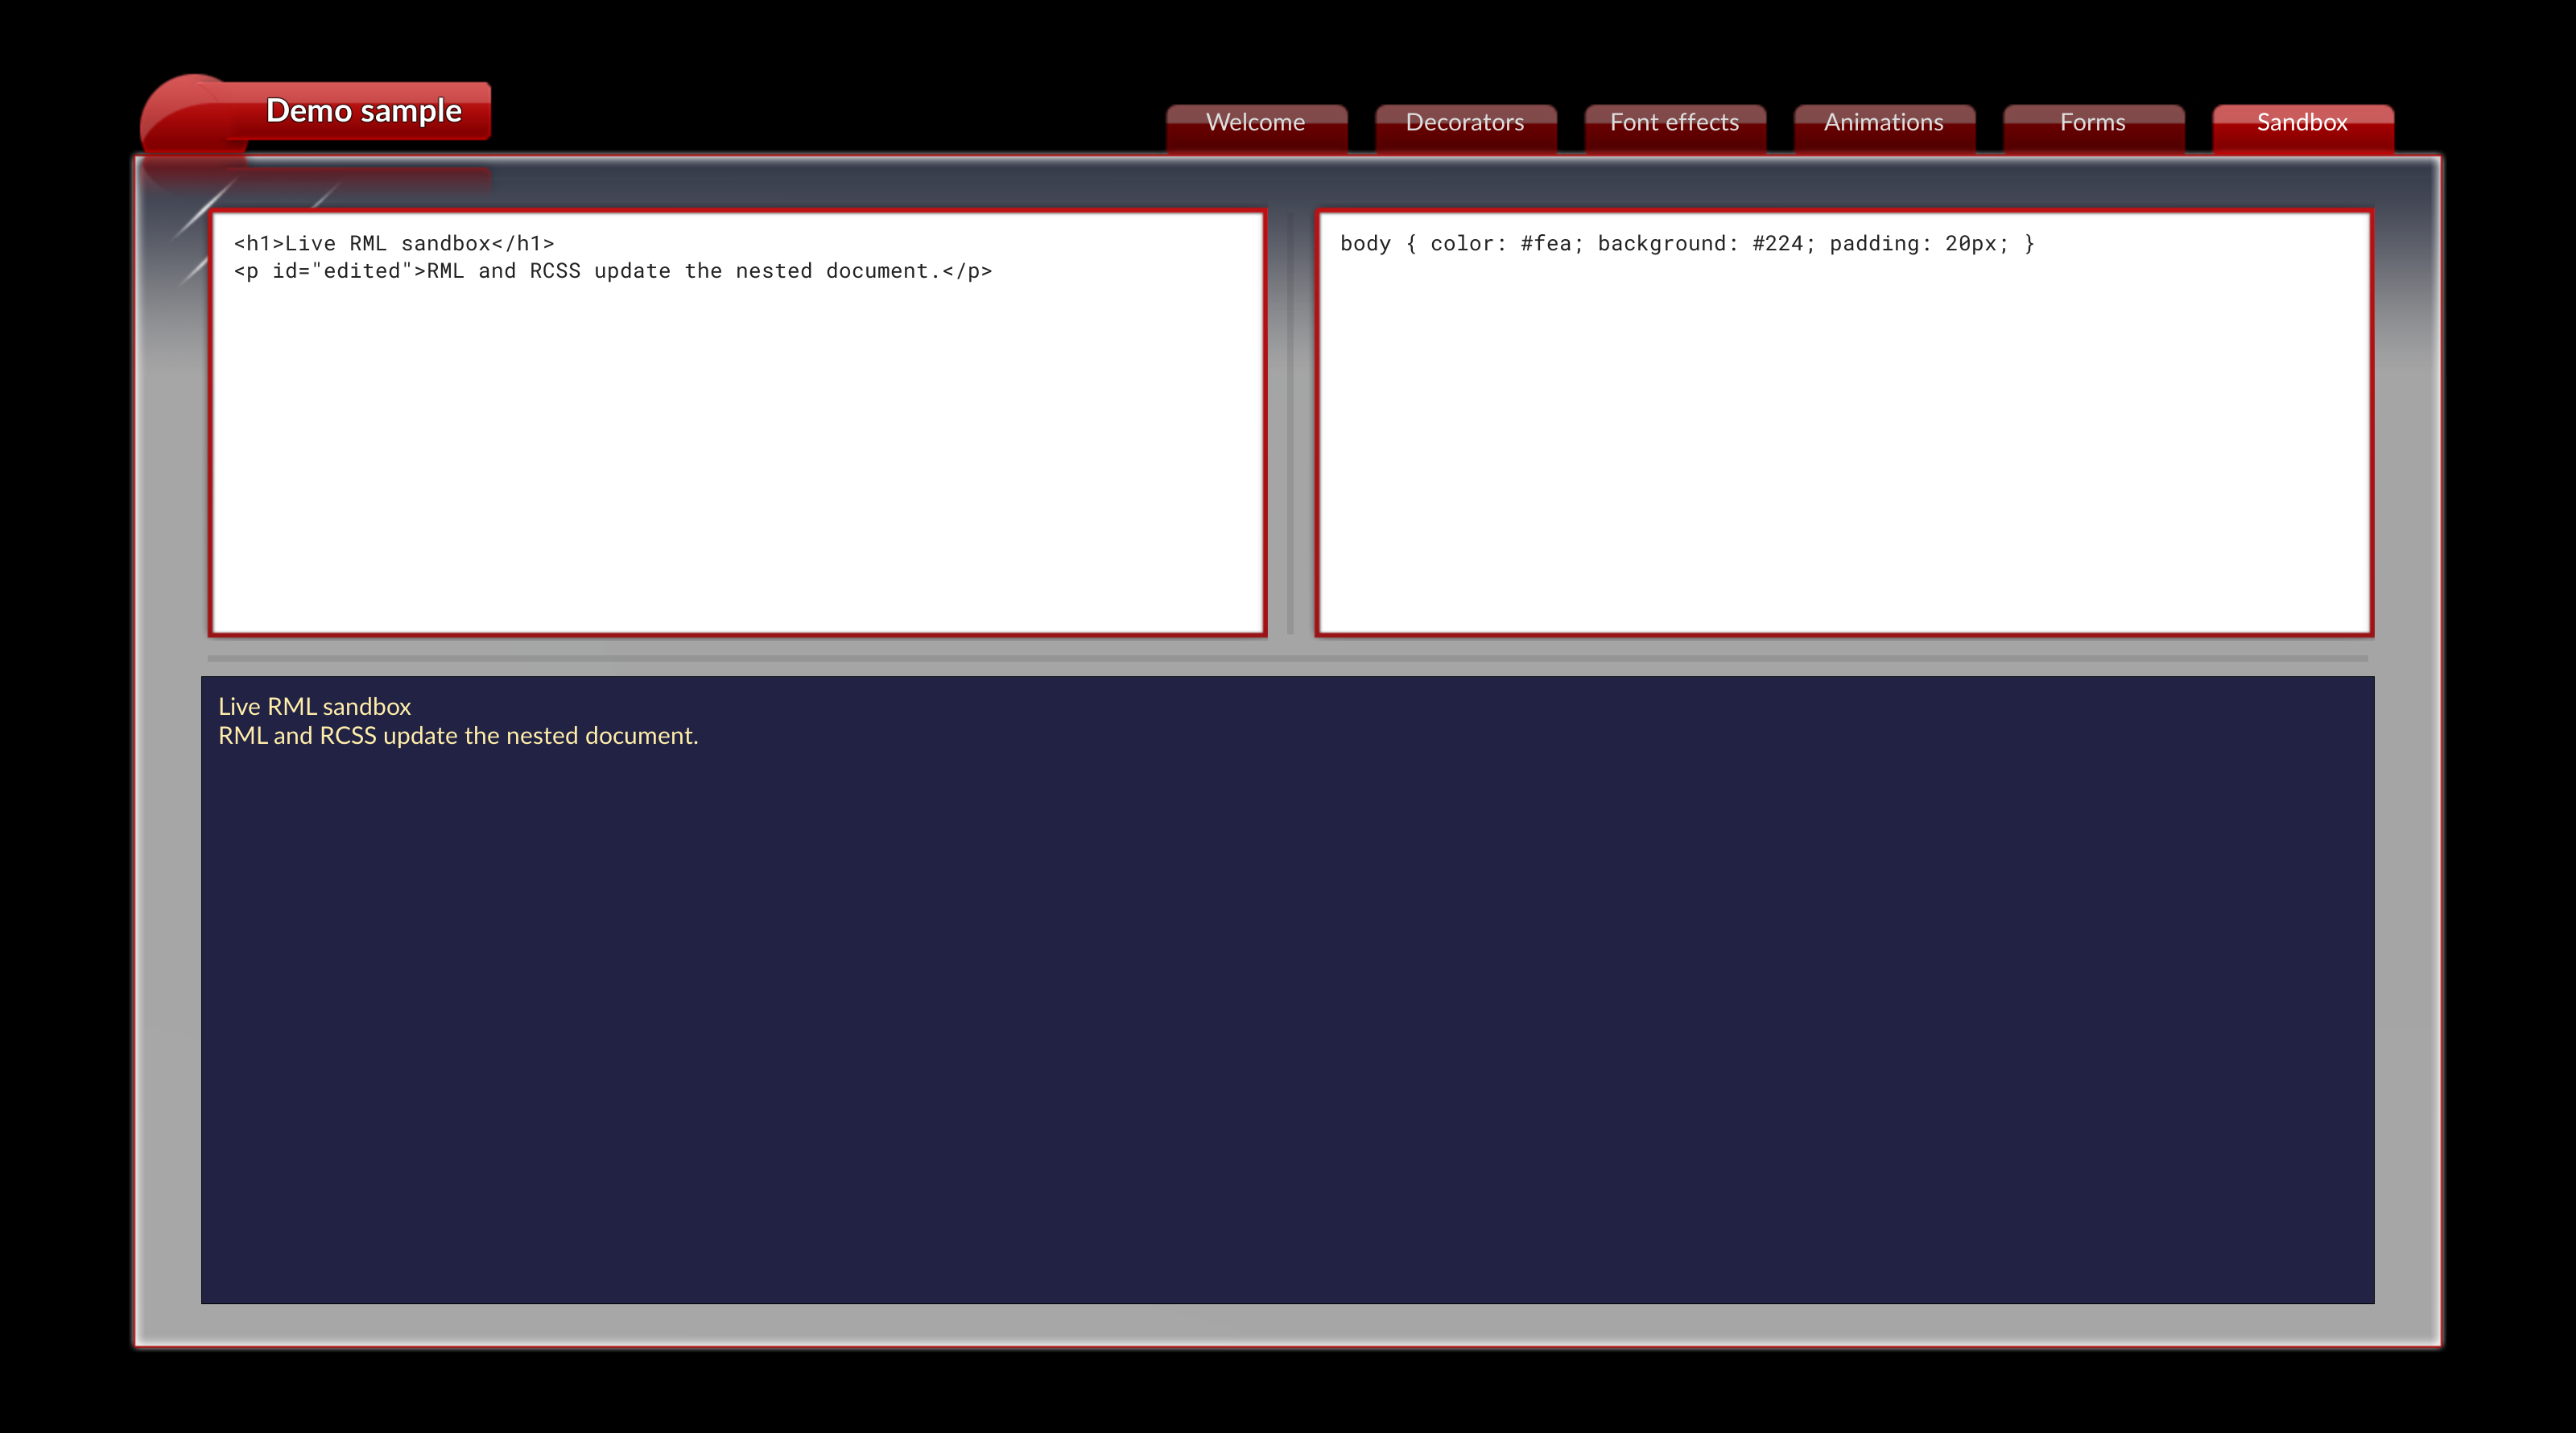 Demo sample
Welcome
Decorators
Font effects
Animations
Forms
Sandbox
<h1>Live RML sandbox</h1>
<p id="edited">RML and RCSS update the nested document.</p>
body { color: #fea; background: #224; padding: 20px; }
Live RML sandbox
RML and RCSS update the nested document.